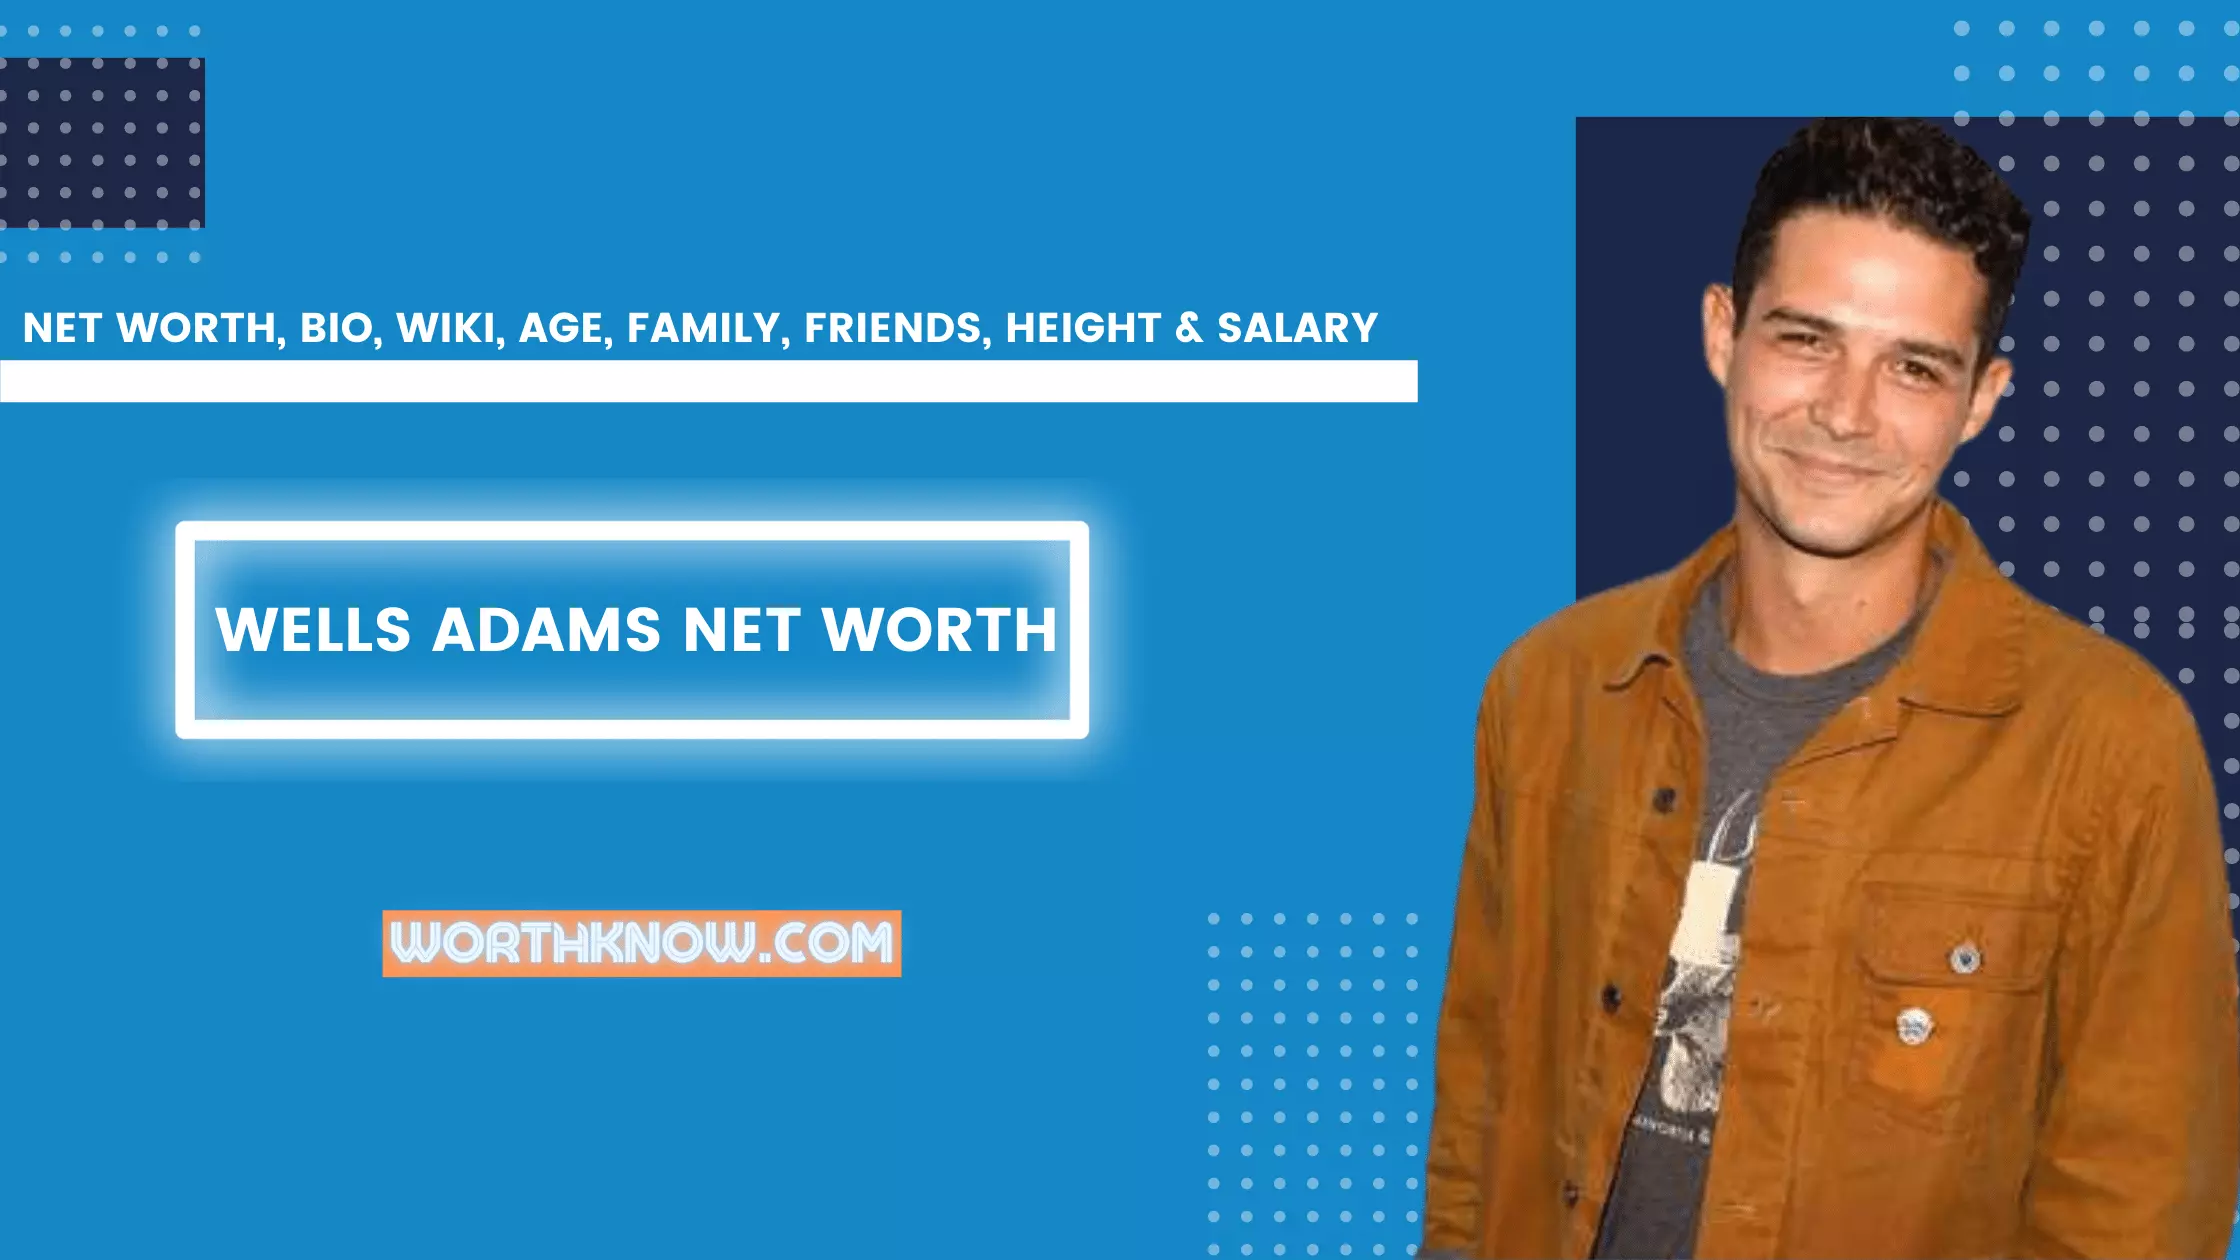 NET WORTH, BIO, WIKI, AGE, FAMILY, FRIENDS, HEIGHT & SALARY
WELLS ADAMS NET WORTH
WORTHKNOW.COM